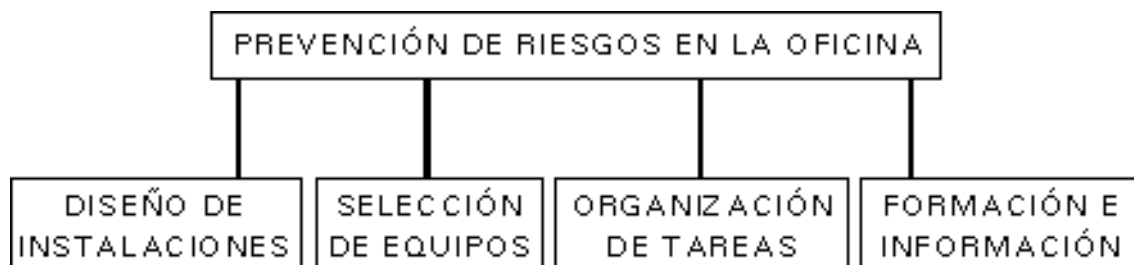 PREVENCIÓN DE RIESGOS EN LA OFICINA
DISEÑO DE
INSTALACIONES
SELECCIÓN
DE EQUIPOS
ORGANIZACIÓN
DE TAREAS
FORMACIÓN E
INFORMACIÓN